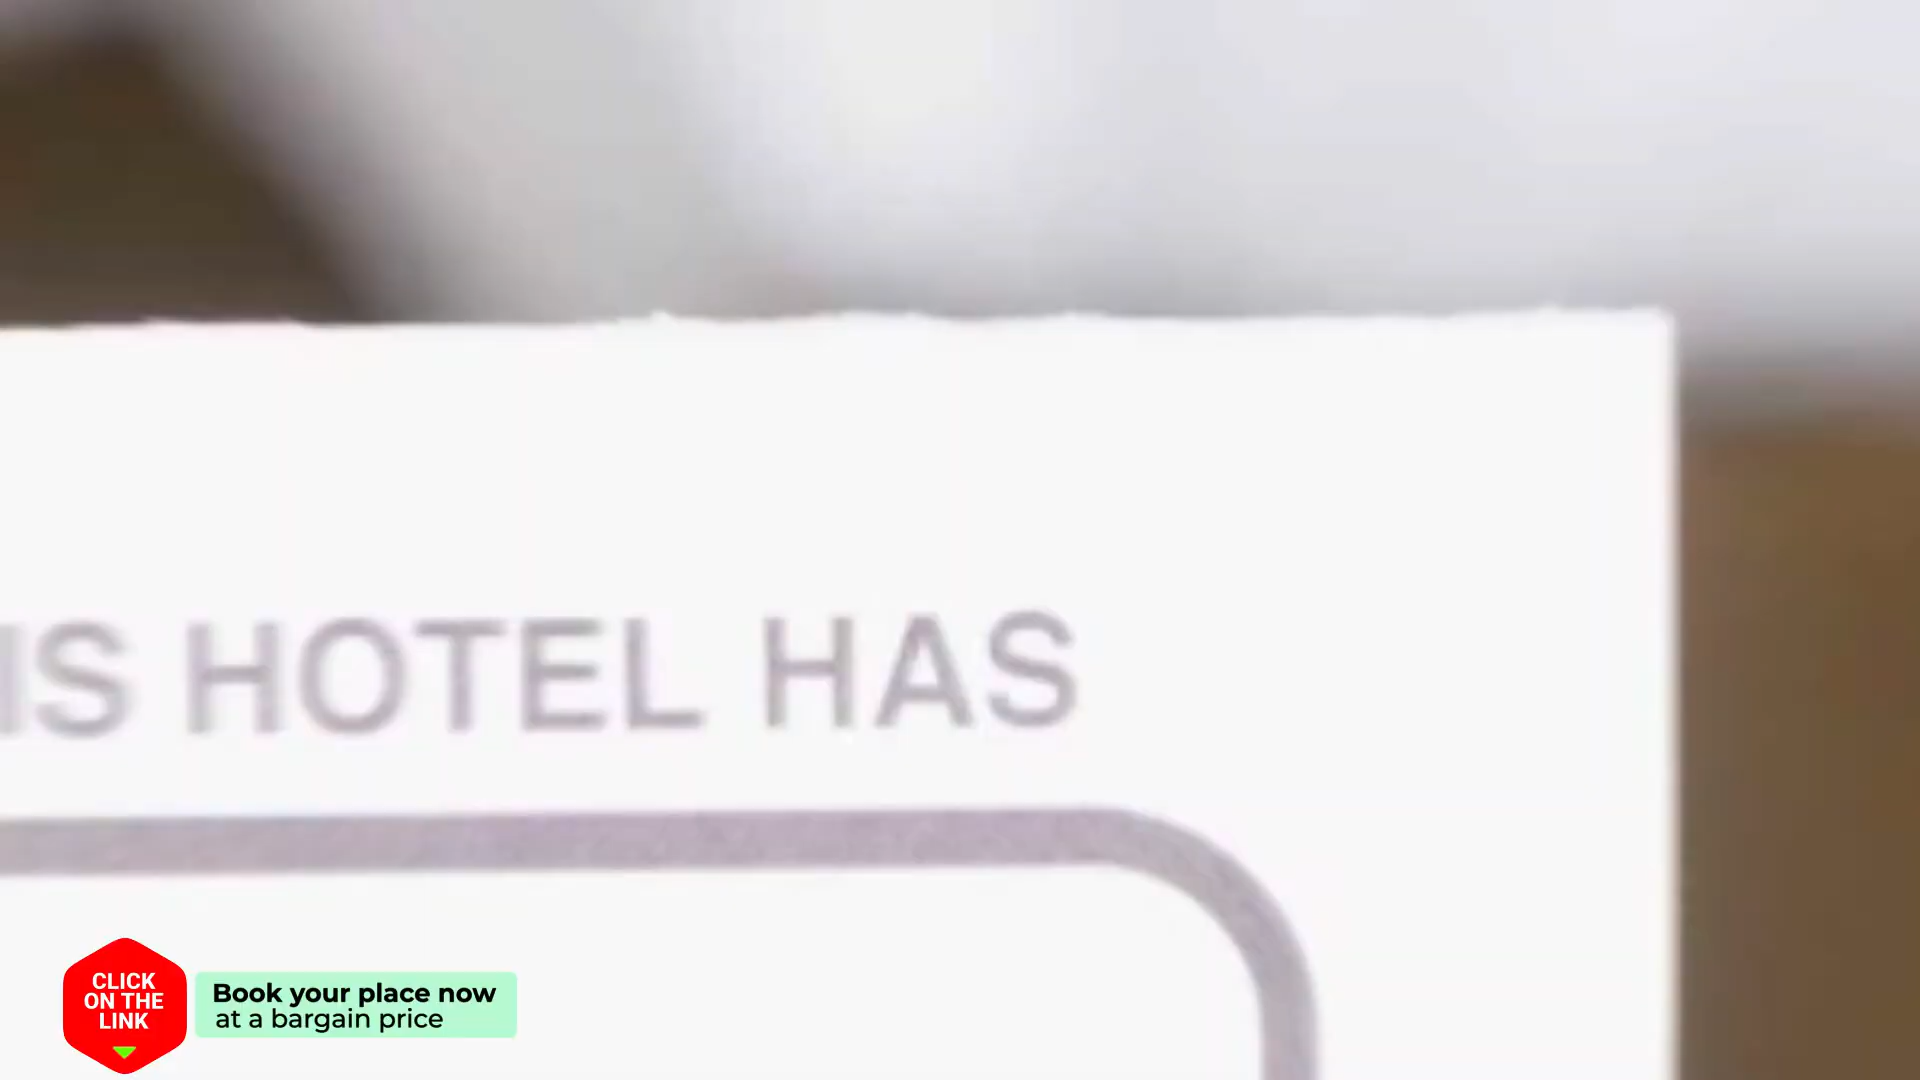 IS HOTEL HAS
CLICK
ON THE
LINK
Book your place now
at a bargain price